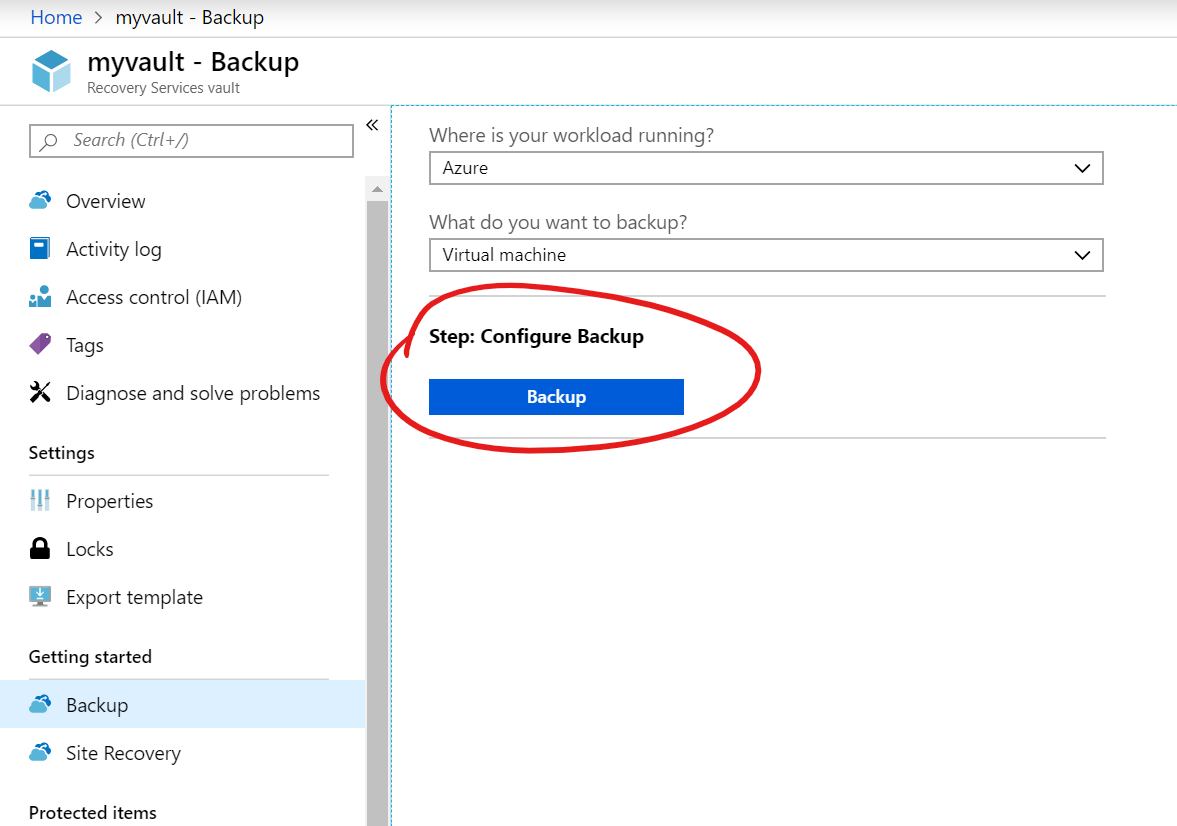 Home > myvault - Backup
myvault - Backup
Recovery Services vault
Search (Ctrl+/)
«
Overview
Activity log
Access control (IAM)
Tags
Diagnose and solve problems
Settings
Properties
Locks
Export template
Getting started
Backup
Site Recovery
Protected items
Where is your workload running?
Azure
What do you want to backup?
Virtual machine
Step: Configure Backup
Backup